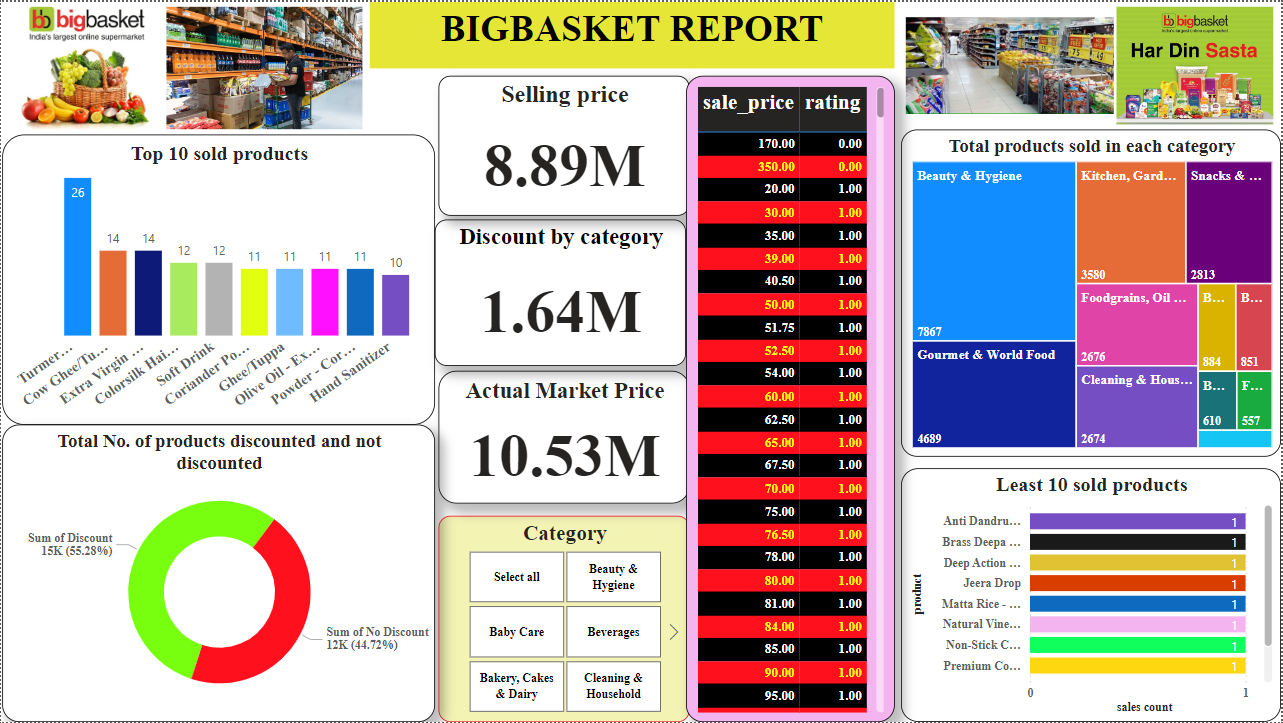 bigbasket
India's largest online supermarket
BIGBASKET REPORT
bigbasket
India's largest online supermarket
Har Din Sasta
Top 10 sold products
26
14
14
12
12
11
11
11
11
10
Turmer...
Cow Ghee/Tu...
Extra Virgin ...
Colorsilk Hai...
Soft Drink
Coriander Po...
Ghee/Tuppa
Olive Oil - Ex...
Powder - Cor...
Hand Sanitizer
Total No. of products discounted and not
discounted
Sum of Discount
15K (55.28%)
Sum of No Discount
12K (44.72%)
Selling price
8.89M
Discount by category
1.64M
Actual Market Price
10.53M
Category
Select all
Beauty &
Hygiene
Baby Care
Beverages
Bakery, Cakes
& Dairy
Cleaning &
Household
sale_price rating
170.00 0.00
350.00 0.00
20.00 1.00
30.00 1.00
35.00 1.00
39.00 1.00
40.50 1.00
50.00 1.00
51.75 1.00
52.50 1.00
54.00 1.00
60.00 1.00
62.50 1.00
65.00 1.00
67.50 1.00
70.00 1.00
75.00 1.00
76.50 1.00
78.00 1.00
80.00 1.00
81.00 1.00
84.00 1.00
85.00 1.00
90.00 1.00
95.00 1.00
Total products sold in each category
Beauty & Hygiene
7867
Gourmet & World Food
4689
Kitchen, Gard...
3580
Snacks & ...
2813
Foodgrains, Oil ...
2676
Cleaning & Hous...
2674
B...
884
B...
851
B...
610
F...
557
Least 10 sold products
product
Anti Dandru... 1
Brass Deepa ... 1
Deep Action ... 1
Jeera Drop 1
Matta Rice - ... 1
Natural Vine... 1
Non-Stick C... 1
Premium Co... 1
0 1
sales count